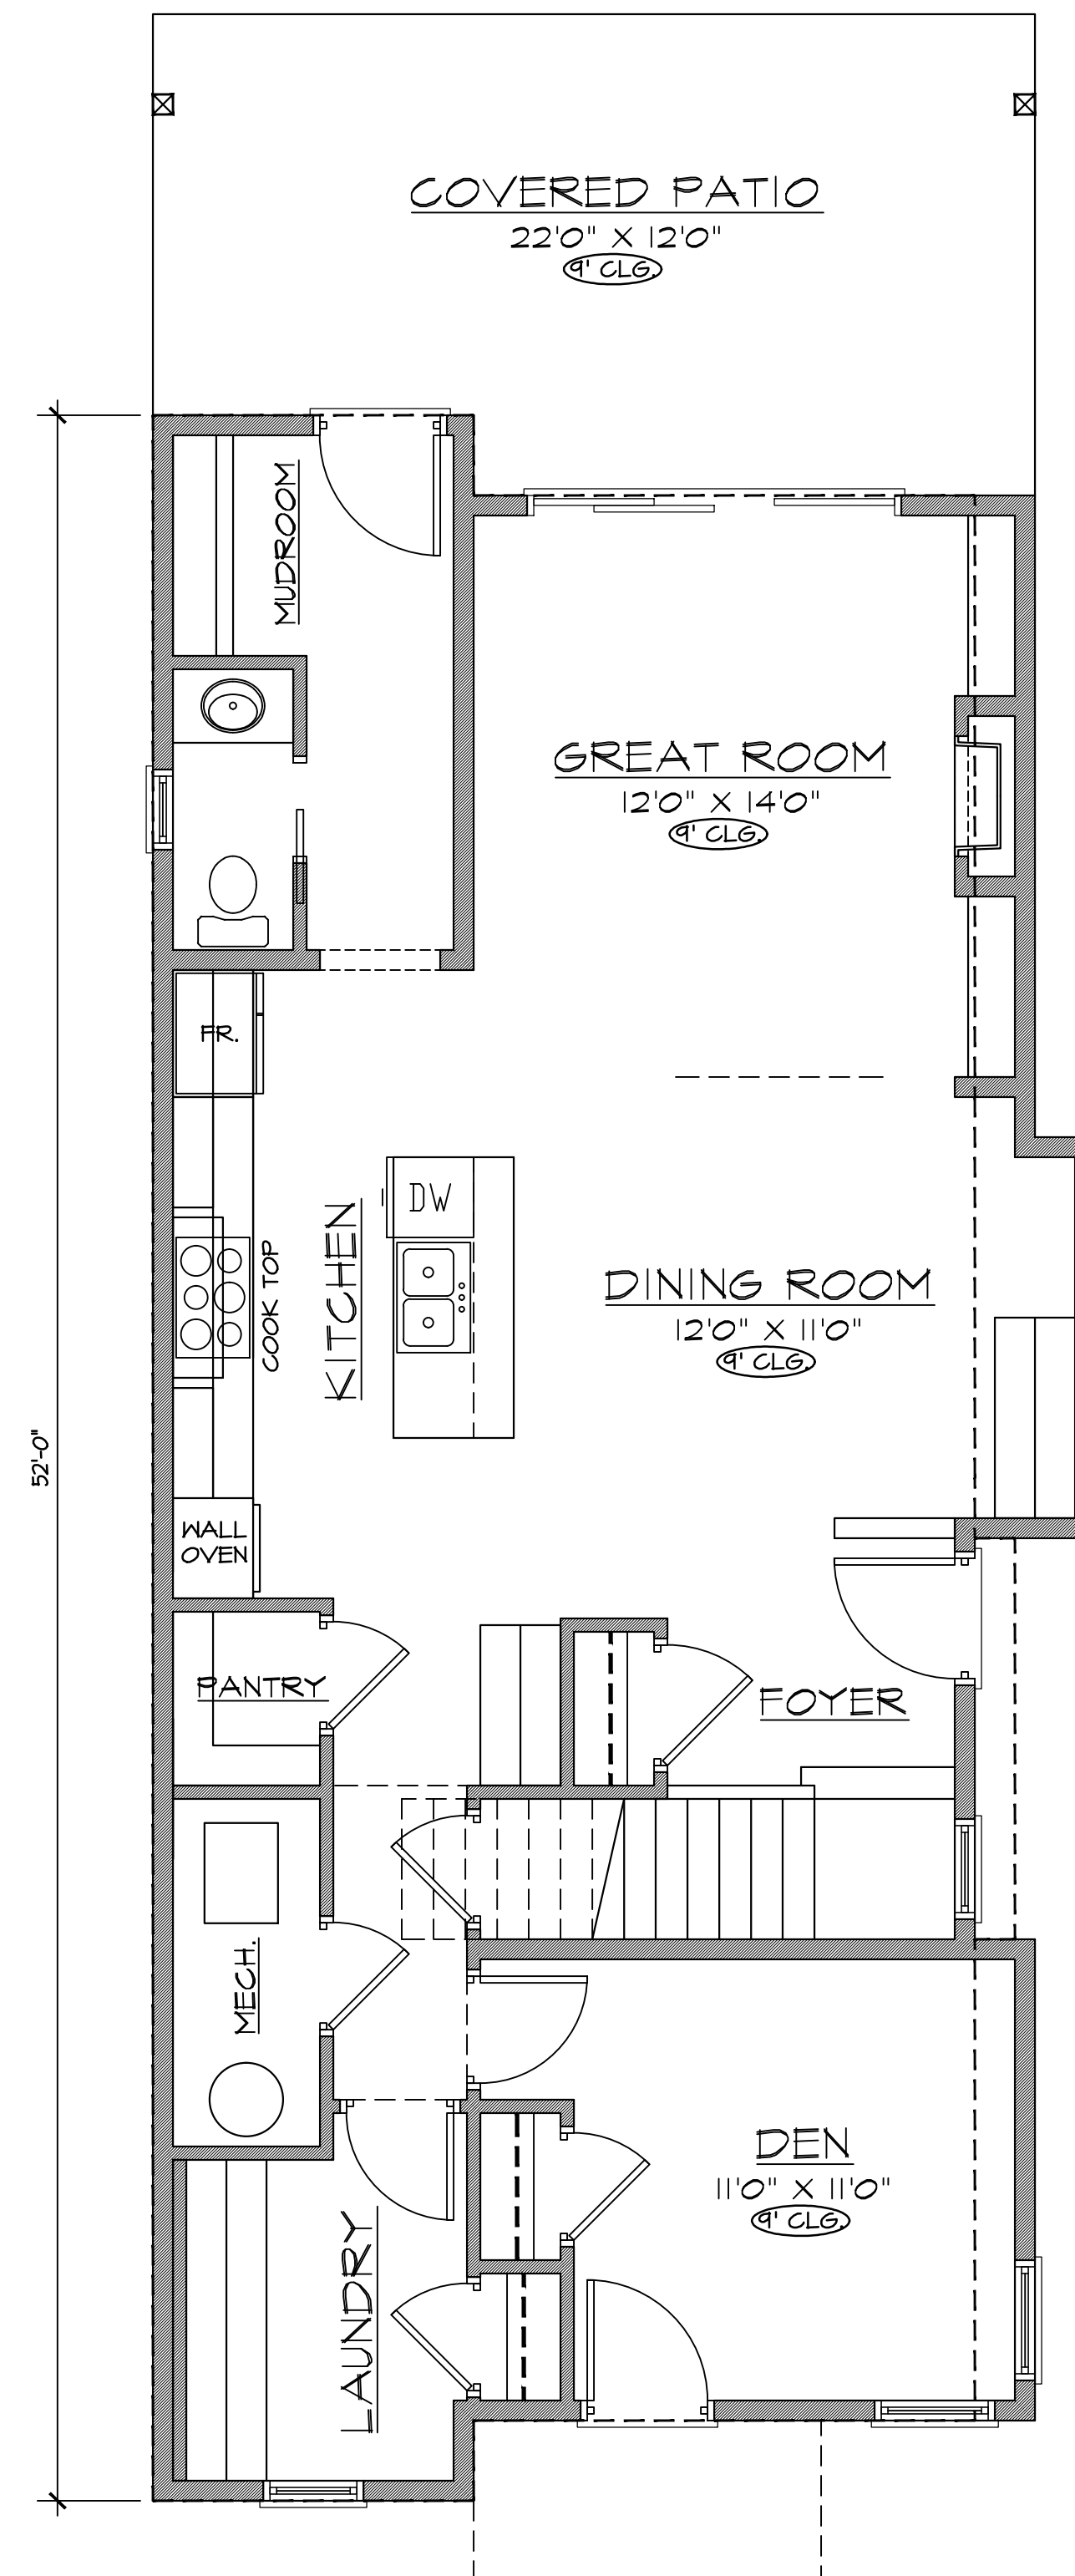 COVERED PATIO
22'0" X 12'0"
9' CLG.
MUDROOM
GREAT ROOM
12'0" X 14'0"
9' CLG.
FR.
DW
KITCHEN
COOK TOP
DINING ROOM
12'0" X 11'0"
9' CLG.
52'-0"
WALL
OVEN
PANTRY
FOYER
MECH.
DEN
11'0" X 11'0"
9' CLG.
LAUNDRY